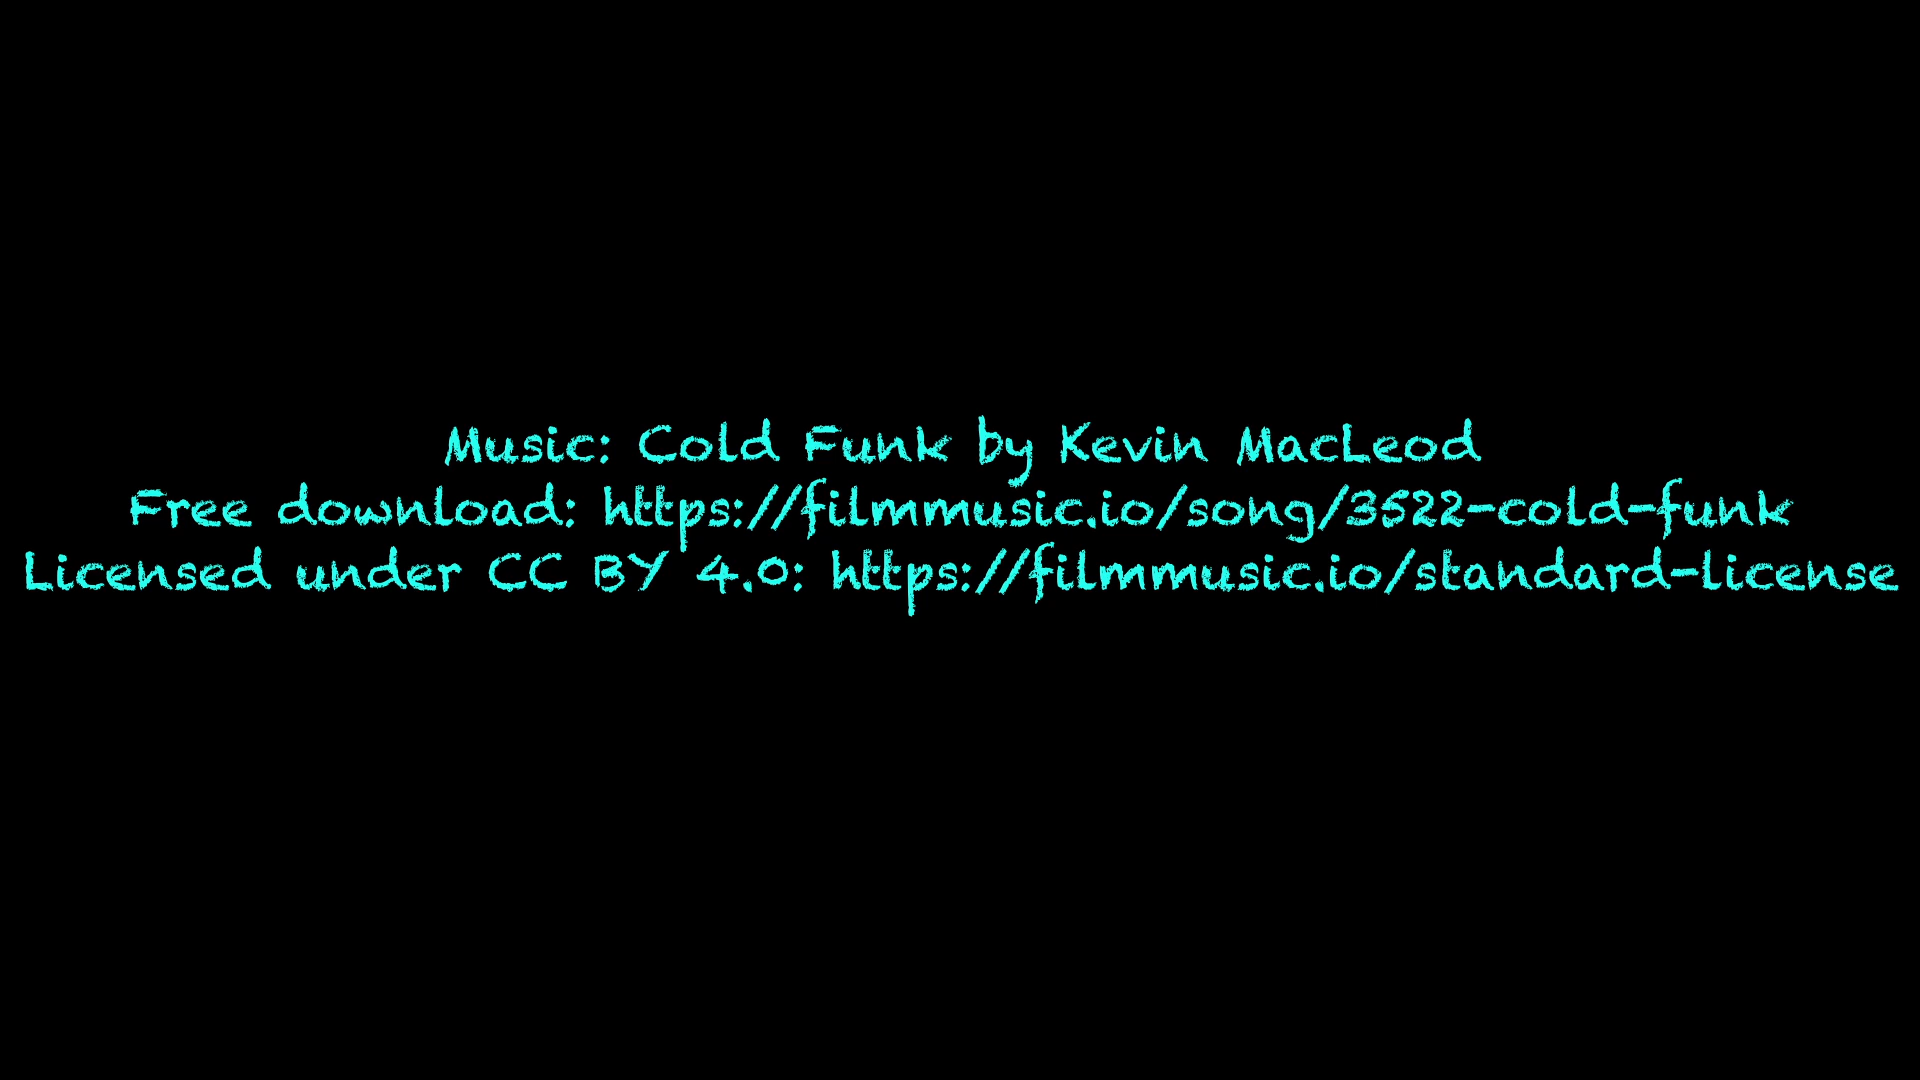 Music: Cold Funk by Kevin MacLeod
Free download: https://filmmusic.io/song/3522-cold-funk
Licensed under CC BY 4.0: https://filmmusic.io/standard-license